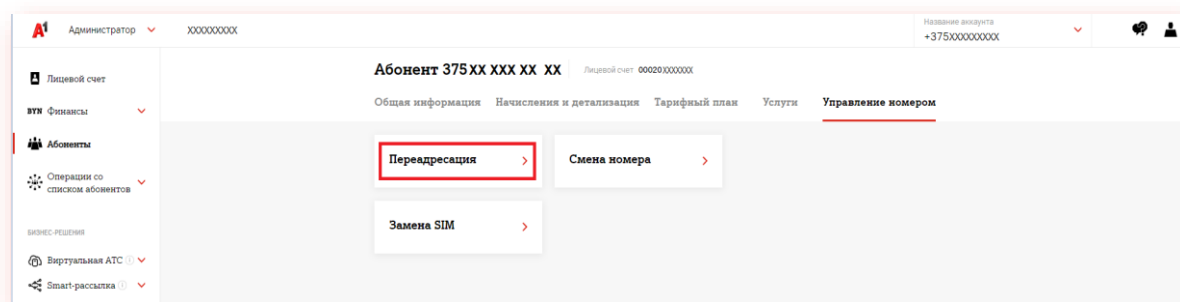 A1 Администратор XXXXXXXXX Название аккаунта
+375XXXXXXXXX
Лицевой счет
BYN Финансы
Абоненты
Операции со
списком абонентов
БИЗНЕС-РЕШЕНИЯ
Виртуальная АТС
Smart-рассылка
Абонент 375 XX XXX XX XX Лицевой счет 00020XXXXXXX
Общая информация Начисления и детализация Тарифный план Услуги Управление номером
Переадресация Смена номера
Замена SIM